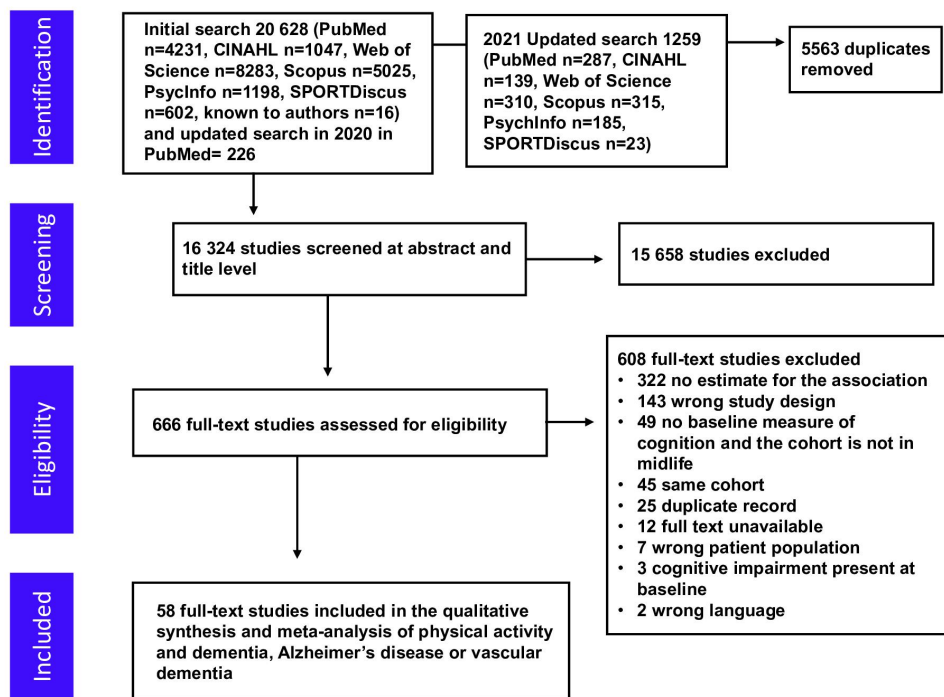 Identification
Initial search 20 628 (PubMed
n=4231, CINAHL n=1047, Web of
Science n=8283, Scopus n=5025,
PsycInfo n=1198, SPORTDiscus
n=602, known to authors n=16)
and updated search in 2020 in
PubMed= 226
2021 Updated search 1259
(PubMed n=287, CINAHL
n=139, Web of Science
n=310, Scopus n=315,
PsychInfo n=185,
SPORTDiscus n=23)
5563 duplicates
removed
Screening
16 324 studies screened at abstract and
title level
15 658 studies excluded
Eligibility
666 full-text studies assessed for eligibility
608 full-text studies excluded
• 322 no estimate for the association
• 143 wrong study design
• 49 no baseline measure of
cognition and the cohort is not in
midlife
• 45 same cohort
• 25 duplicate record
• 12 full text unavailable
• 7 wrong patient population
• 3 cognitive impairment present at
baseline
• 2 wrong language
Included
58 full-text studies included in the qualitative
synthesis and meta-analysis of physical activity
and dementia, Alzheimer's disease or vascular
dementia